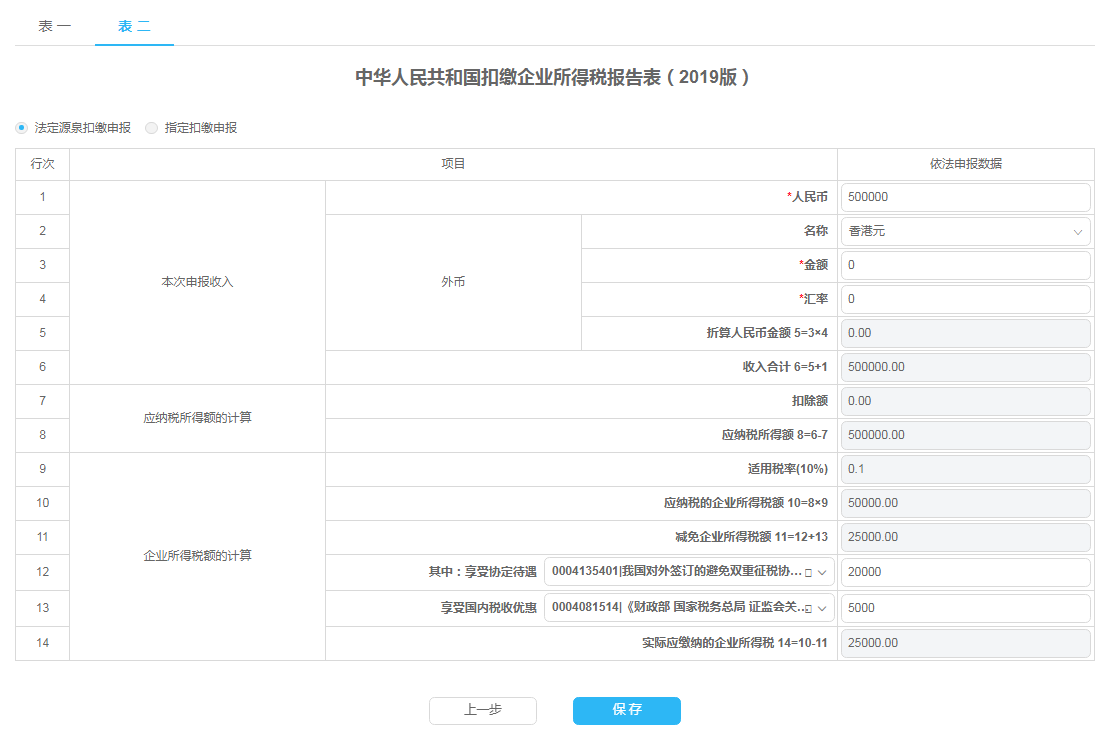 表 一
表 二
中华人民共和国扣缴企业所得税报告表（2019版）
法定源泉扣缴申报
指定扣缴申报
行次 项目 依法申报数据
1 *人民币 500000
2 名称 香港元
3 *金额 0
本次申报收入 外币
4 *汇率 0
5 折算人民币金额 5=3×4 0.00
6 收入合计 6=5+1 500000.00
7 扣除额 0.00
应纳税所得额的计算
8 应纳税所得额 8=6-7 500000.00
9 适用税率(10%) 0.1
10 应纳税的企业所得税额 10=8×9 50000.00
11 减免企业所得税额 11=12+13 25000.00
企业所得税额的计算
12 其中：享受协定待遇 0004135401|我国对外签订的避免双重征税协... 20000
13 享受国内税收优惠 0004081514|《财政部 国家税务总局 证监会关... 5000
14 实际应缴纳的企业所得税 14=10-11 25000.00
上一步
保存